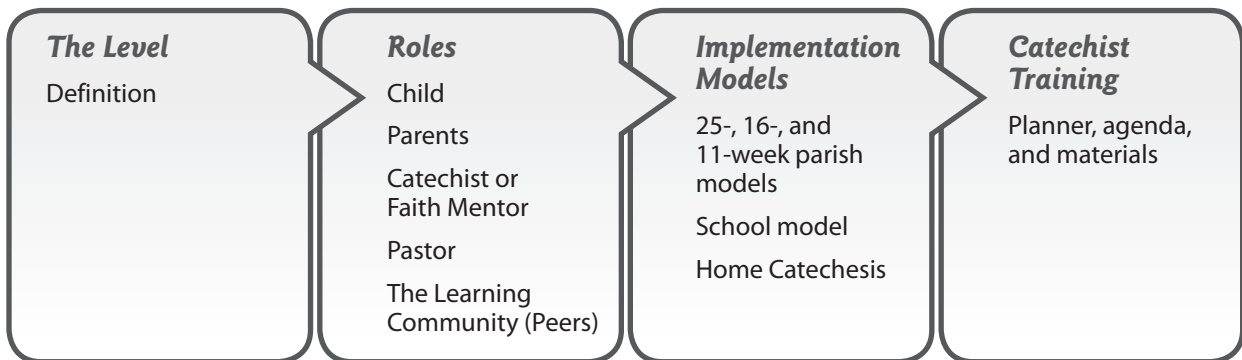 The Level
Definition
Roles
Child
Parents
Catechist or
Faith Mentor
Pastor
The Learning
Community (Peers)
Implementation
Models
25-, 16-, and
11-week parish
models
School model
Home Catechesis
Catechist
Training
Planner, agenda,
and materials